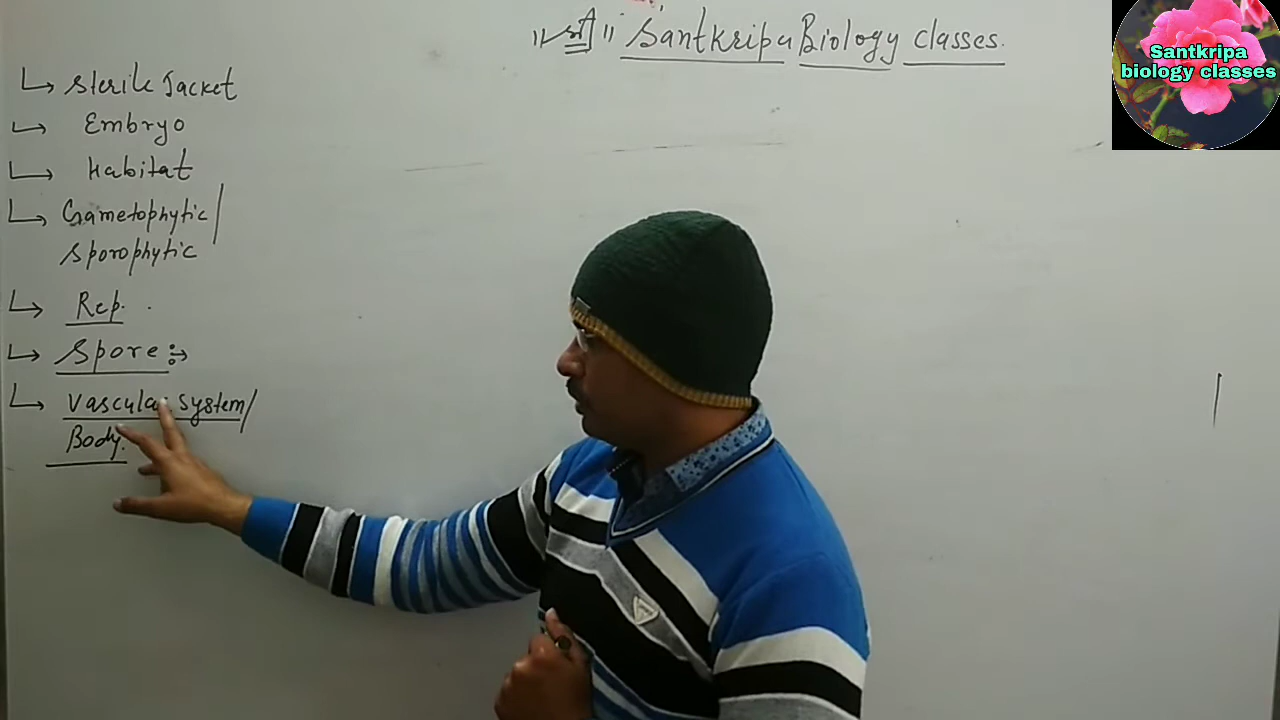 "श्री" Santkripa Biology classes.
Santkripa
biology classes
↳ Sterile Jacket
↳ Embryo
↳ Habitat
↳ Gametophytic/
Sporophytic
↳ Rep.
↳ Spore :→
↳ Vascular system/
Body.